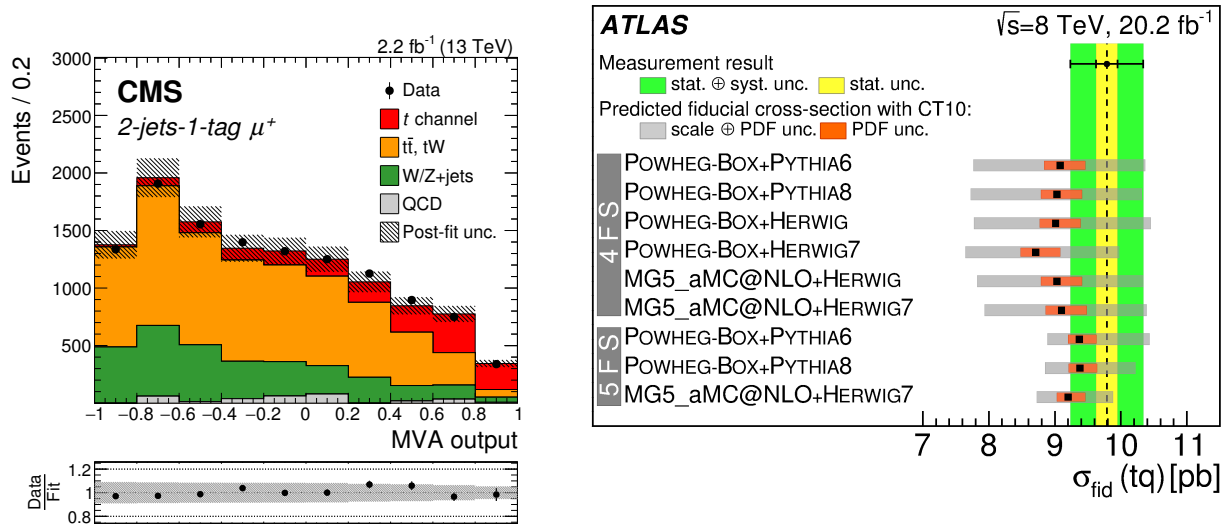 2.2 fb⁻¹ (13 TeV)
Events / 0.2
3000
2500
2000
1500
1000
500
CMS
2-jets-1-tag μ⁺
Data
t channel
tt̄, tW
W/Z+jets
QCD
Post-fit unc.
−1 −0.8 −0.6 −0.4 −0.2 0 0.2 0.4 0.6 0.8 1
MVA output
Data
Fit
1.2
1
0.8
ATLAS
√s=8 TeV, 20.2 fb⁻¹
Measurement result
stat. ⊕ syst. unc. stat. unc.
Predicted fiducial cross-section with CT10:
scale ⊕ PDF unc. PDF unc.
4FS
POWHEG-BOX+PYTHIA6
POWHEG-BOX+PYTHIA8
POWHEG-BOX+HERWIG
POWHEG-BOX+HERWIG7
MG5_aMC@NLO+HERWIG
MG5_aMC@NLO+HERWIG7
5FS
POWHEG-BOX+PYTHIA6
POWHEG-BOX+PYTHIA8
MG5_aMC@NLO+HERWIG7
7 8 9 10 11
σfid (tq) [pb]